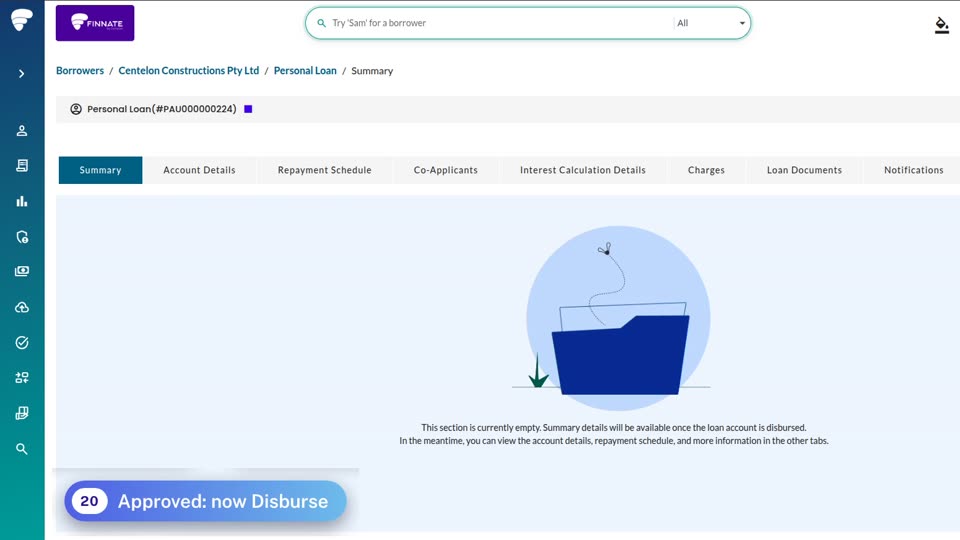 FINNATE
Try 'Sam' for a borrower
All
Borrowers / Centelon Constructions Pty Ltd / Personal Loan / Summary
Personal Loan(#PAU000000224)
Summary Account Details Repayment Schedule Co-Applicants Interest Calculation Details Charges Loan Documents Notifications
This section is currently empty. Summary details will be available once the loan account is disbursed.
In the meantime, you can view the account details, repayment schedule, and more information in the other tabs.
20 Approved: now Disburse